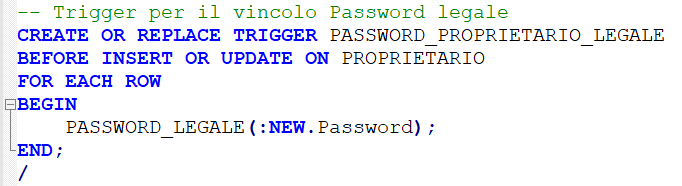 -- Trigger per il vincolo Password legale
CREATE OR REPLACE TRIGGER PASSWORD_PROPRIETARIO_LEGALE
BEFORE INSERT OR UPDATE ON PROPRIETARIO
FOR EACH ROW
BEGIN
    PASSWORD_LEGALE(:NEW.Password);
END;
/